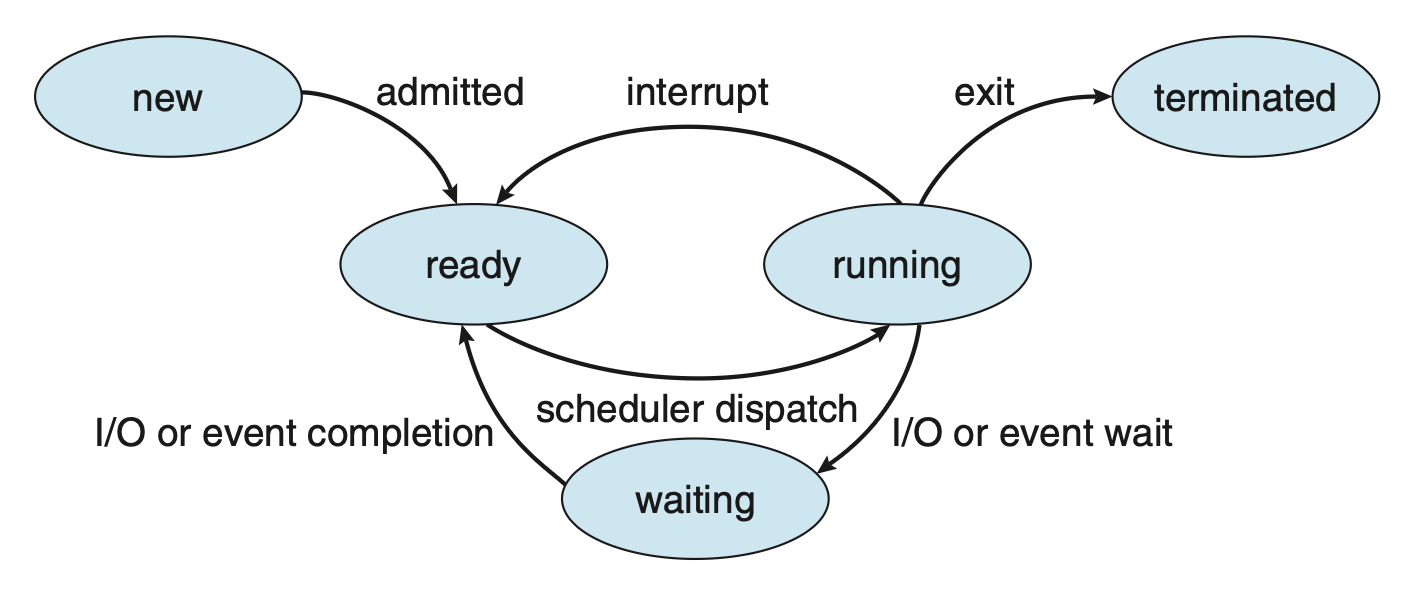 new
admitted
interrupt
exit
terminated
ready
running
scheduler dispatch
I/O or event completion
I/O or event wait
waiting